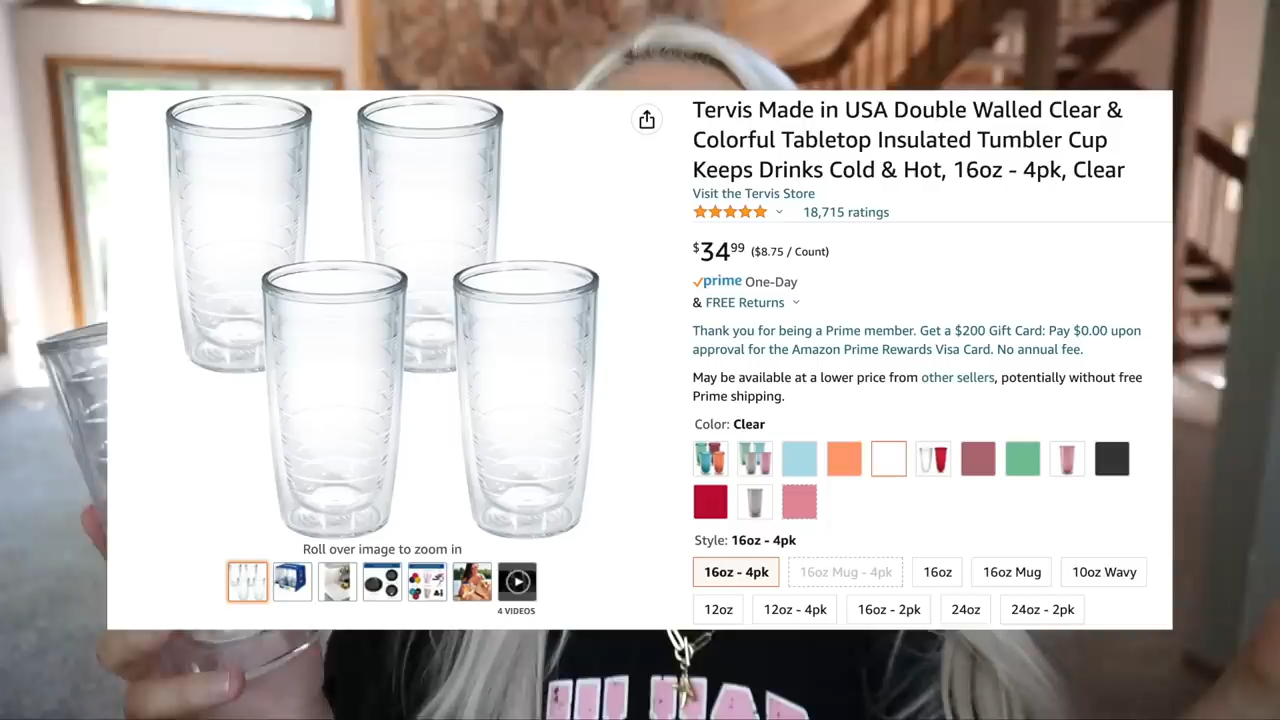 Tervis Made in USA Double Walled Clear &
Colorful Tabletop Insulated Tumbler Cup
Keeps Drinks Cold & Hot, 16oz - 4pk, Clear
Visit the Tervis Store
18,715 ratings
$34.99 ($8.75 / Count)
prime One-Day
& FREE Returns
Thank you for being a Prime member. Get a $200 Gift Card: Pay $0.00 upon
approval for the Amazon Prime Rewards Visa Card. No annual fee.
May be available at a lower price from other sellers, potentially without free
Prime shipping.
Color: Clear
Style: 16oz - 4pk
16oz - 4pk 16oz Mug - 4pk 16oz 16oz Mug 10oz Wavy
12oz 12oz - 4pk 16oz - 2pk 24oz 24oz - 2pk
Roll over image to zoom in
4 VIDEOS